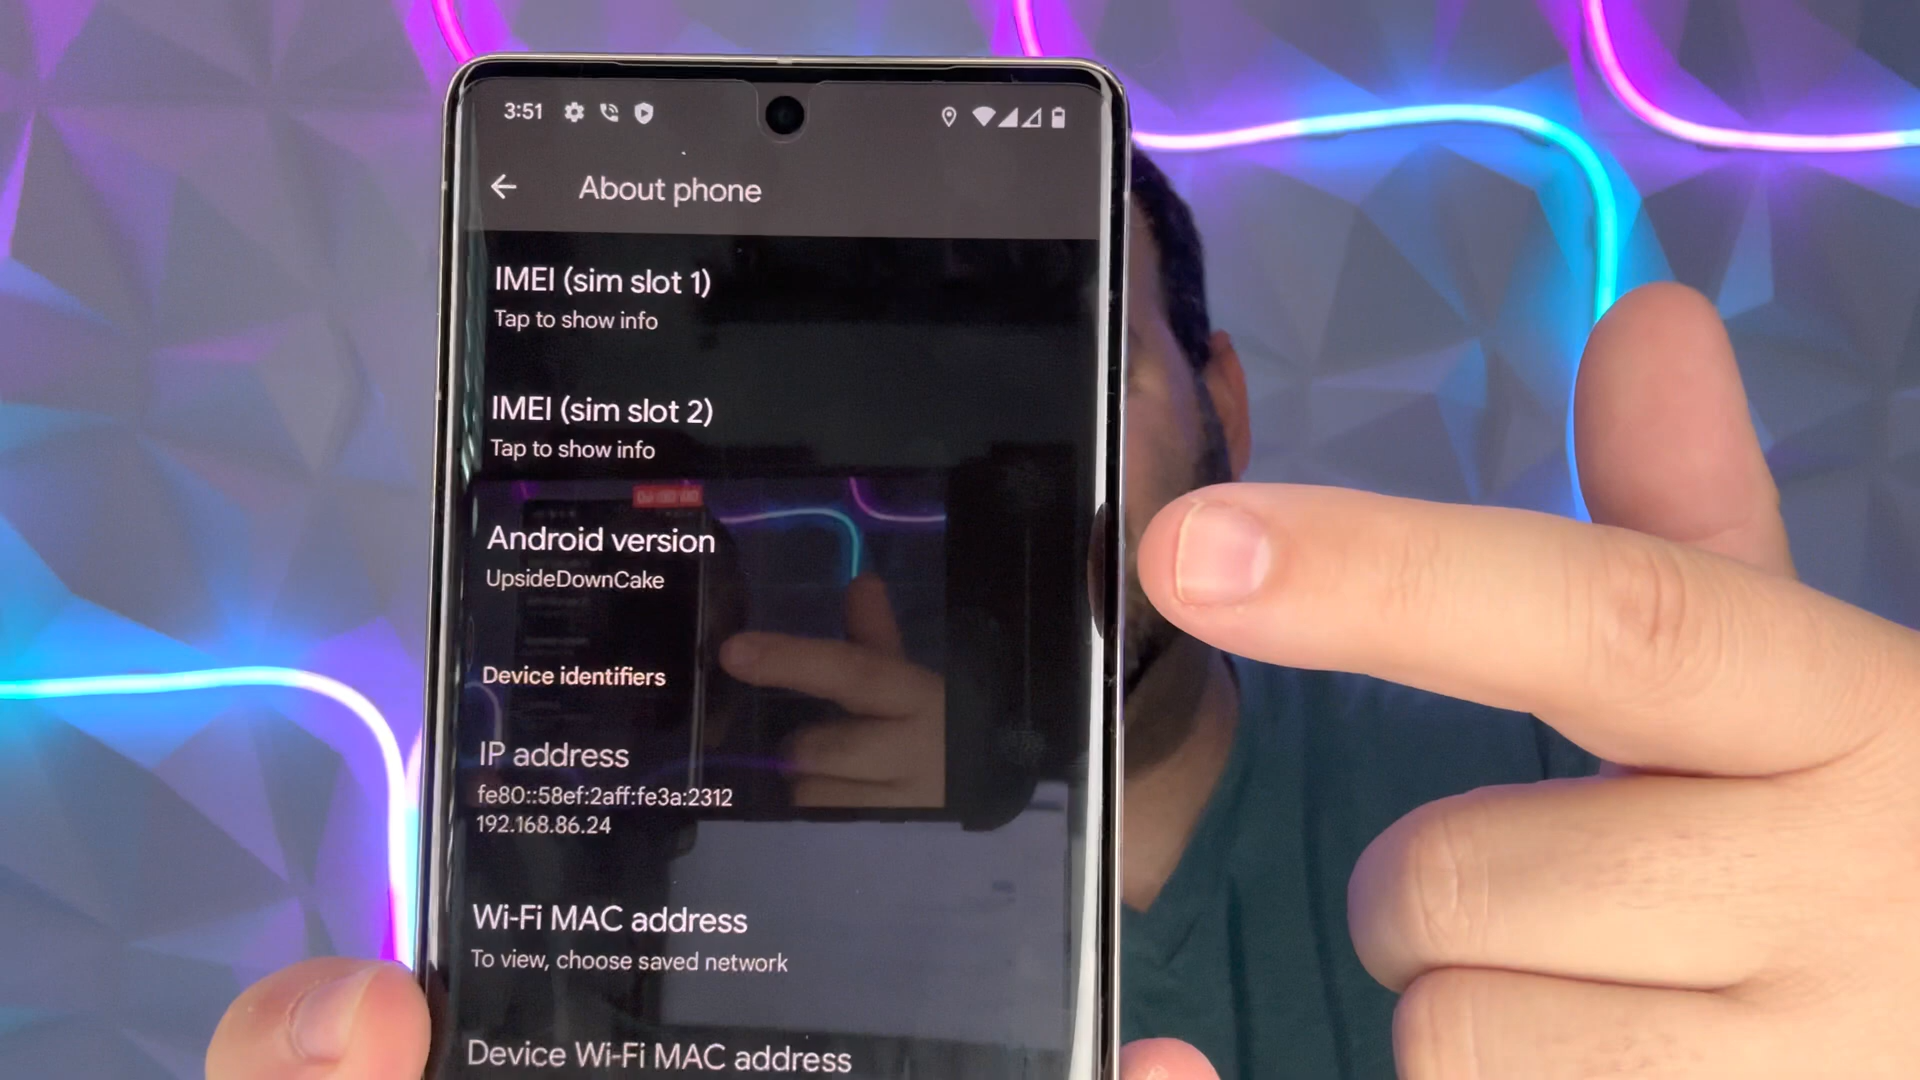 3:51
About phone
IMEI (sim slot 1)
Tap to show info
IMEI (sim slot 2)
Tap to show info
Android version
UpsideDownCake
Device identifiers
IP address
fe80::58ef:2aff:fe3a:2312
192.168.86.24
Wi-Fi MAC address
To view, choose saved network
Device Wi-Fi MAC address